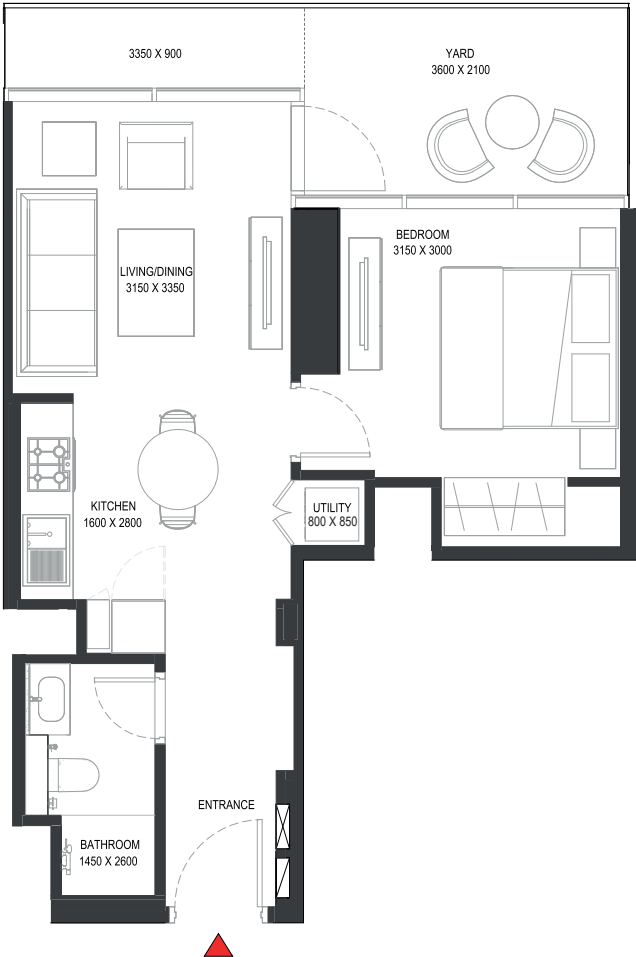 3350 X 900
YARD
3600 X 2100
BEDROOM
3150 X 3000
LIVING/DINING
3150 X 3350
KITCHEN
1600 X 2800
UTILITY
800 X 850
ENTRANCE
BATHROOM
1450 X 2600